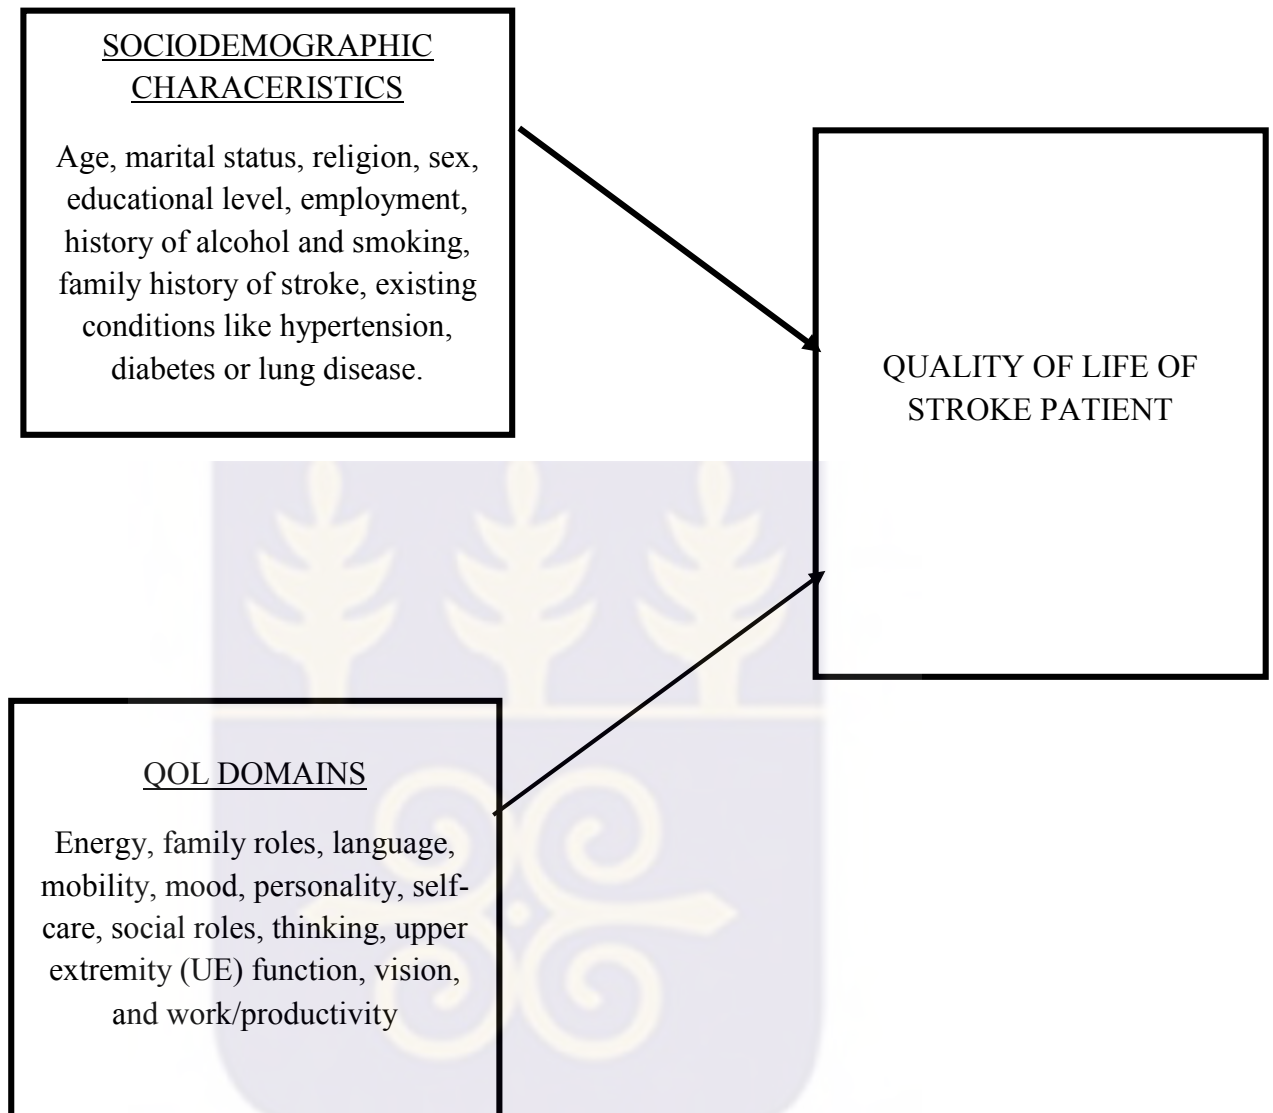 SOCIODEMOGRAPHIC
CHARACERISTICS
Age, marital status, religion, sex,
educational level, employment,
history of alcohol and smoking,
family history of stroke, existing
conditions like hypertension,
diabetes or lung disease.
QUALITY OF LIFE OF
STROKE PATIENT
QOL DOMAINS
Energy, family roles, language,
mobility, mood, personality, self-
care, social roles, thinking, upper
extremity (UE) function, vision,
and work/productivity